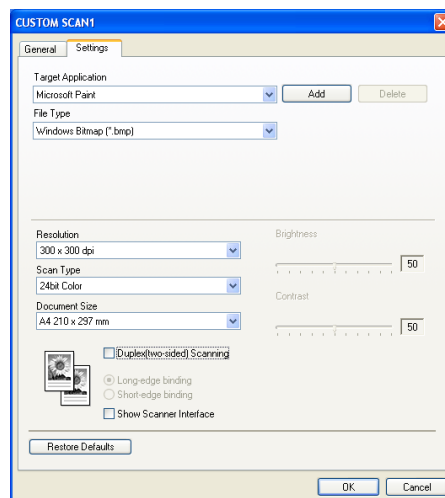 CUSTOM SCAN1
General Settings
Target Application
Microsoft Paint Add Delete
File Type
Windows Bitmap (*.bmp)
Resolution Brightness
300 x 300 dpi 50
Scan Type
24bit Color
Contrast
Document Size
A4 210 x 297 mm 50
Duplex(two-sided) Scanning
Long-edge binding
Short-edge binding
Show Scanner Interface
Restore Defaults
OK Cancel